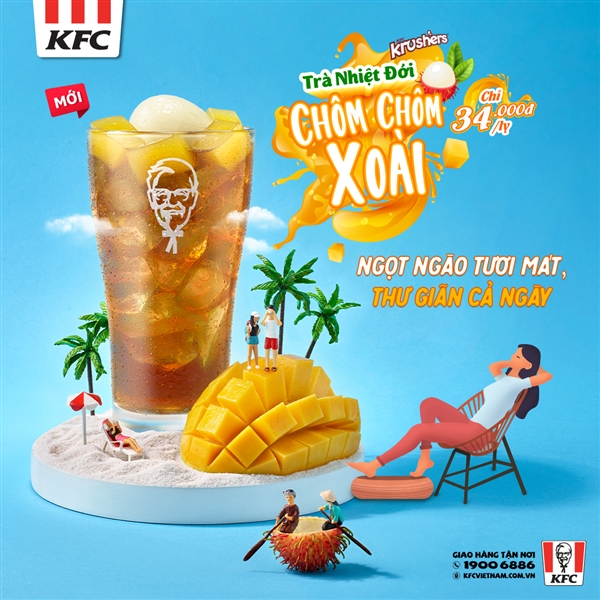 KFC
MỚI
Krushers
Trà Nhiệt Đới
CHÔM CHÔM
XOÀI
Chỉ
34.000đ
/ly
NGỌT NGÀO TƯƠI MÁT,
THƯ GIÃN CẢ NGÀY
GIAO HÀNG TẬN NƠI
1900 6886
KFCVIETNAM.COM.VN
KFC